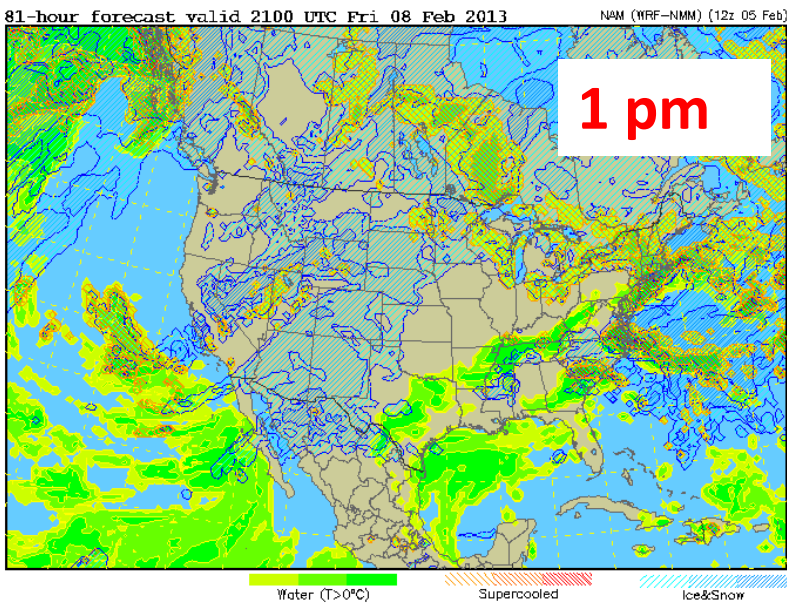 81-hour forecast valid 2100 UTC Fri 08 Feb 2013
NAM (WRF-NMM) (12z 05 Feb)
1 pm
Water (T>0°C)
Supercooled
Ice&Snow